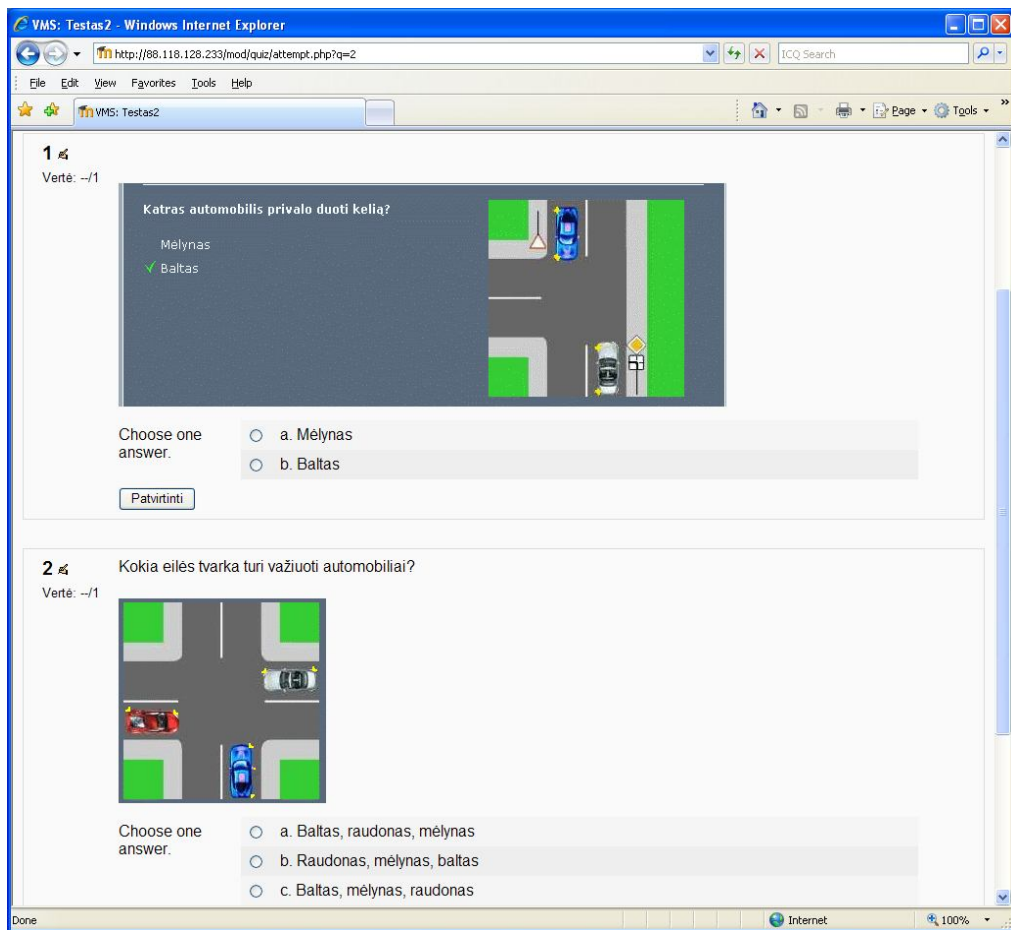 VMS: Testas2 - Windows Internet Explorer
http://88.118.128.233/mod/quiz/attempt.php?q=2
ICQ Search
File Edit View Favorites Tools Help
VMS: Testas2
Page Tools »
1
Vertė: --/1
Katras automobilis privalo duoti kelią?
Mėlynas
Baltas
Choose one answer.
a. Mėlynas
b. Baltas
Patvirtinti
2
Kokia eilės tvarka turi važiuoti automobiliai?
Vertė: --/1
Choose one answer.
a. Baltas, raudonas, mėlynas
b. Raudonas, mėlynas, baltas
c. Baltas, mėlynas, raudonas
Done
Internet
100%